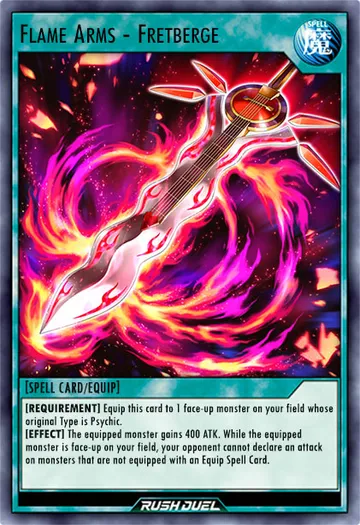 FLAME ARMS - FRETBERGE
SPELL
魔
[SPELL CARD/EQUIP]
[REQUIREMENT] Equip this card to 1 face-up monster on your field whose
original Type is Psychic.
[EFFECT] The equipped monster gains 400 ATK. While the equipped
monster is face-up on your field, your opponent cannot declare an attack
on monsters that are not equipped with an Equip Spell Card.
RUSH DUEL